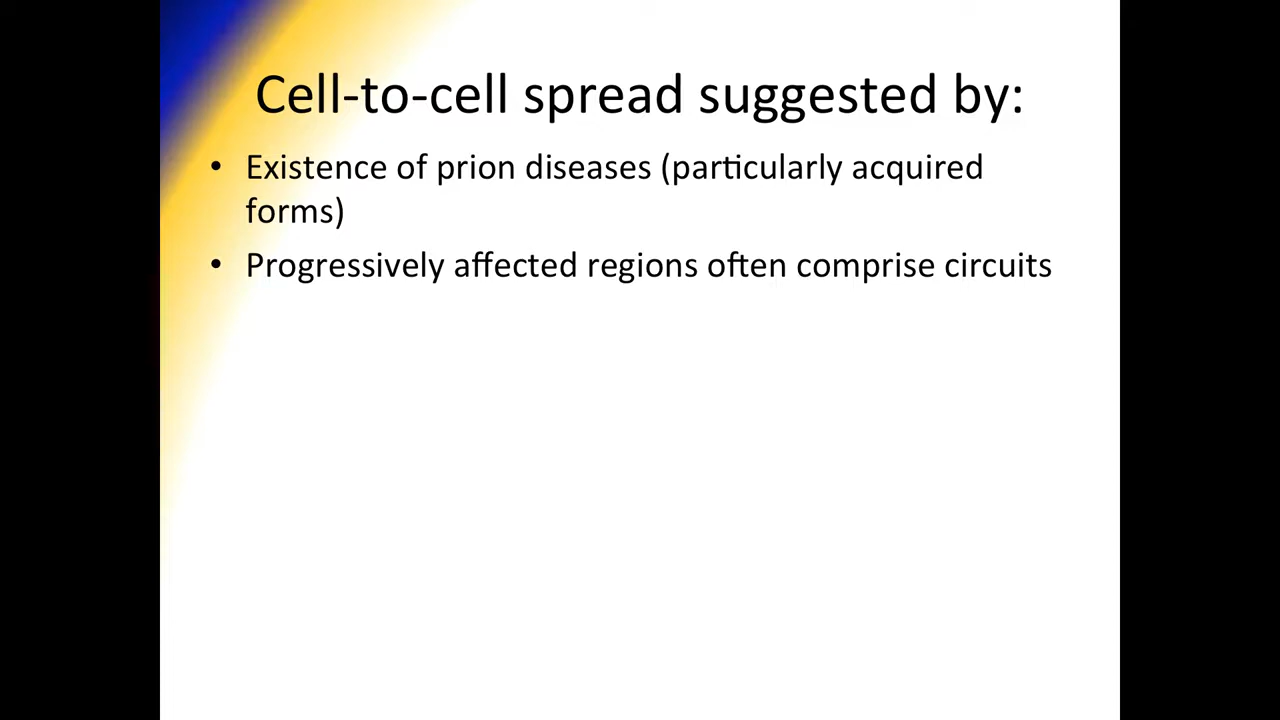 Cell-to-cell spread suggested by:
• Existence of prion diseases (particularly acquired
forms)
• Progressively affected regions often comprise circuits